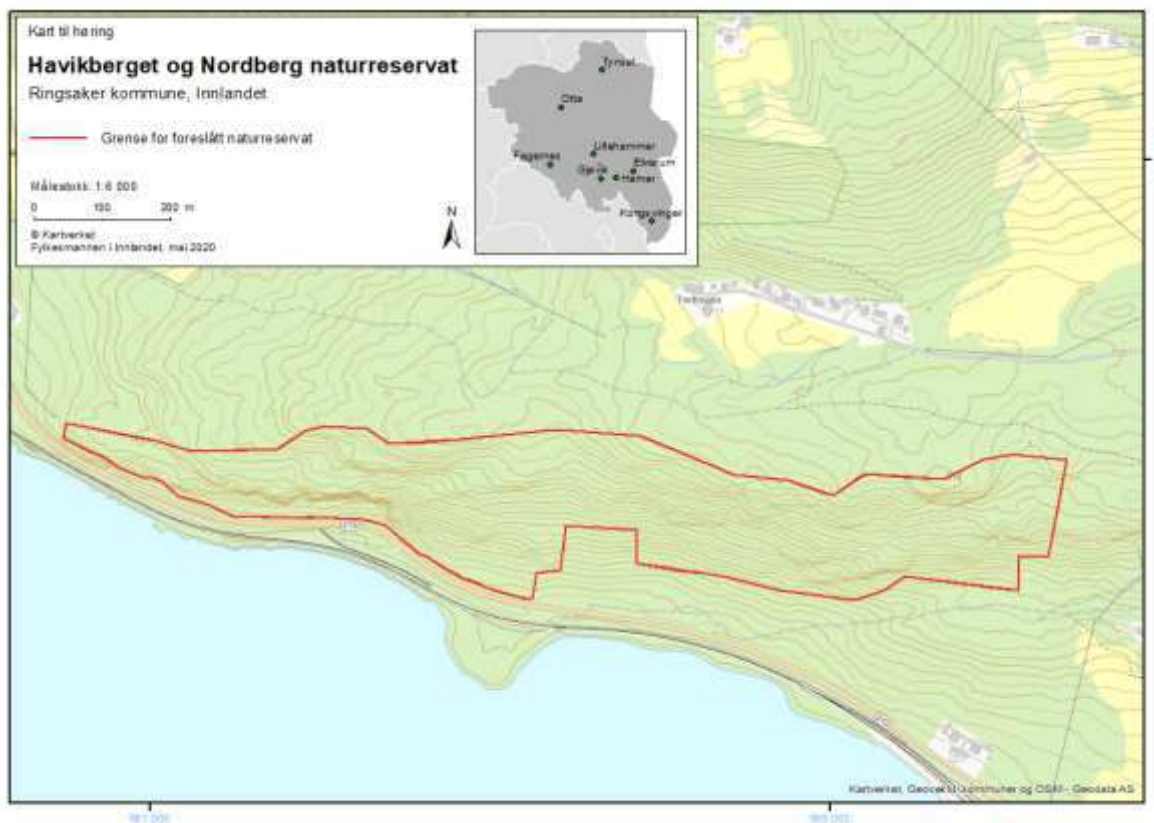 Kart til høring
Havikberget og Nordberg naturreservat
Ringsaker kommune, Innlandet
Grense for foreslått naturreservat
Målestokk: 1:6 000
0 100 200 m
© Kartverket
Fylkesmannen i Innlandet, mai 2020
N
Tynset
Otta
Lillehammer
Fagernes
Elverum
Gjøvik
Hamar
Kongsvinger
Kartverket, Geovekst, kommuner og OSM - Geodata AS